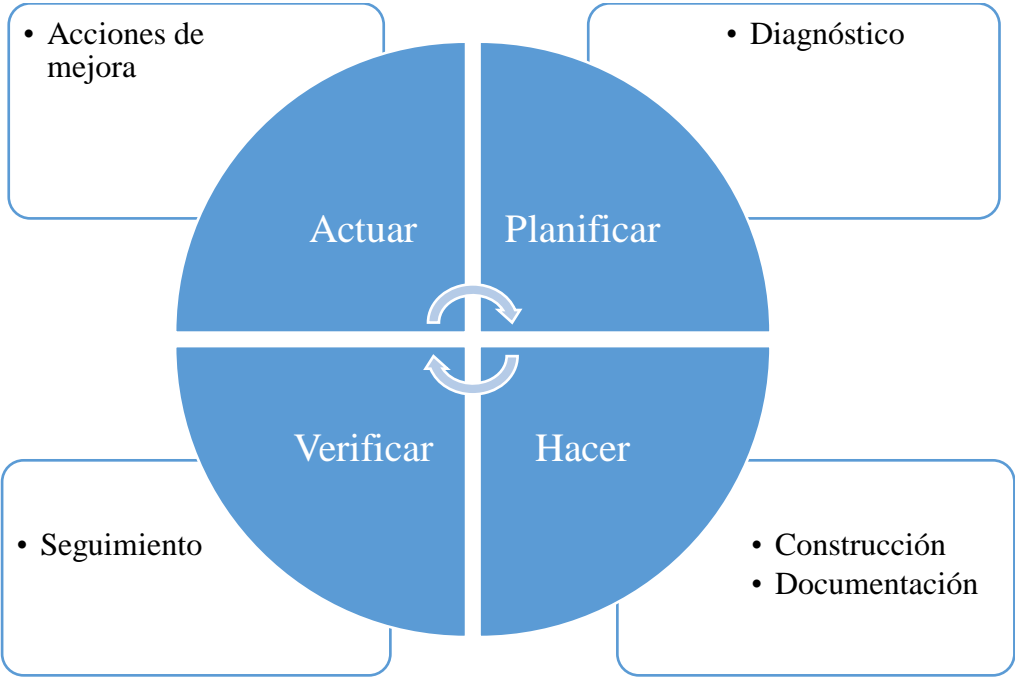 • Acciones de
mejora
• Diagnóstico
Actuar
Planificar
Verificar
Hacer
• Seguimiento
• Construcción
• Documentación